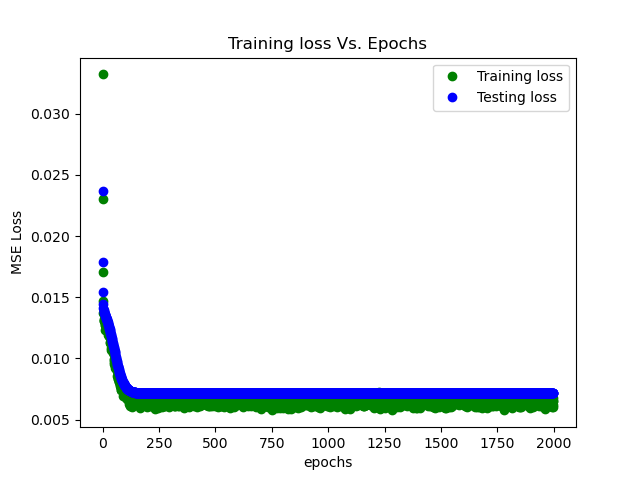 Training loss Vs. Epochs
Training loss
Testing loss
MSE Loss
0.030
0.025
0.020
0.015
0.010
0.005
0 250 500 750 1000 1250 1500 1750 2000
epochs